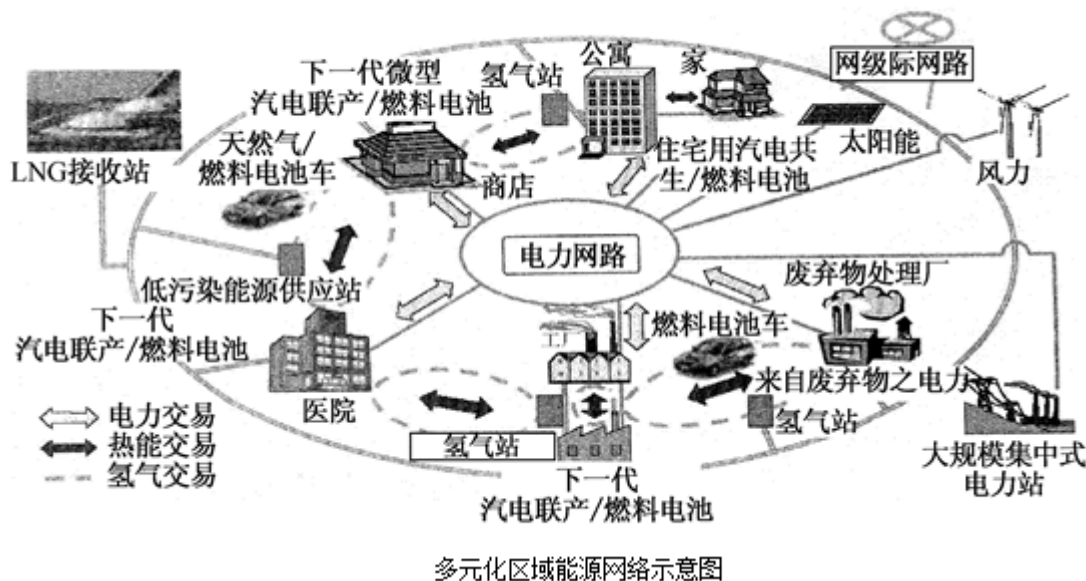 公寓
家
氢气站
网级际网路
下一代微型
汽电联产/燃料电池
天然气/
燃料电池车
LNG接收站
商店
住宅用汽电共
生/燃料电池
太阳能
风力
电力网路
低污染能源供应站
废弃物处理厂
下一代
汽电联产/燃料电池
工
燃料电池车
来自废弃物之电力
医院
氢气站
氢气站
大规模集中式
电力站
电力交易
热能交易
氢气交易
下一代
汽电联产/燃料电池
多元化区域能源网络示意图